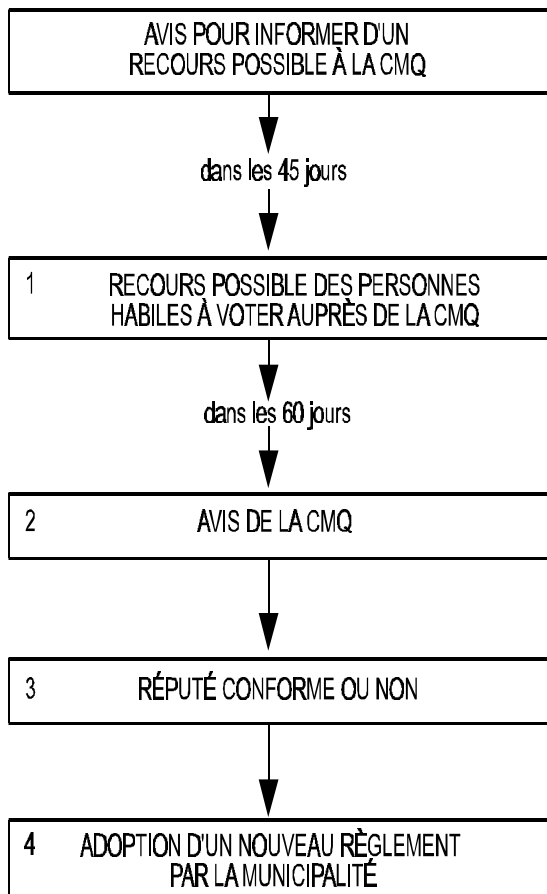 AVIS POUR INFORMER D'UN
RECOURS POSSIBLE À LA CMQ
dans les 45 jours
1 RECOURS POSSIBLE DES PERSONNES
HABILES À VOTER AUPRÈS DE LA CMQ
dans les 60 jours
2 AVIS DE LA CMQ
3 RÉPUTÉ CONFORME OU NON
4 ADOPTION D'UN NOUVEAU RÈGLEMENT
PAR LA MUNICIPALITÉ